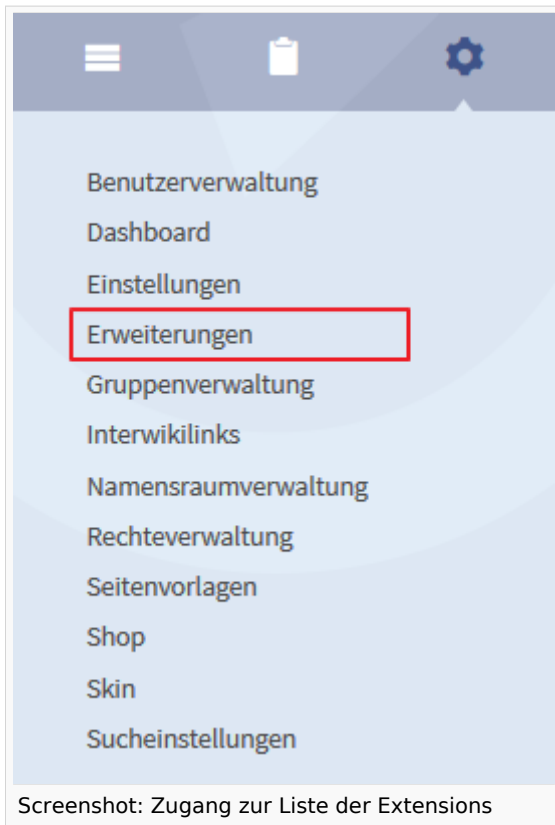 Benutzerverwaltung
Dashboard
Einstellungen
Erweiterungen
Gruppenverwaltung
Interwikilinks
Namensraumverwaltung
Rechteverwaltung
Seitenvorlagen
Shop
Skin
Sucheinstellungen
Screenshot: Zugang zur Liste der Extensions